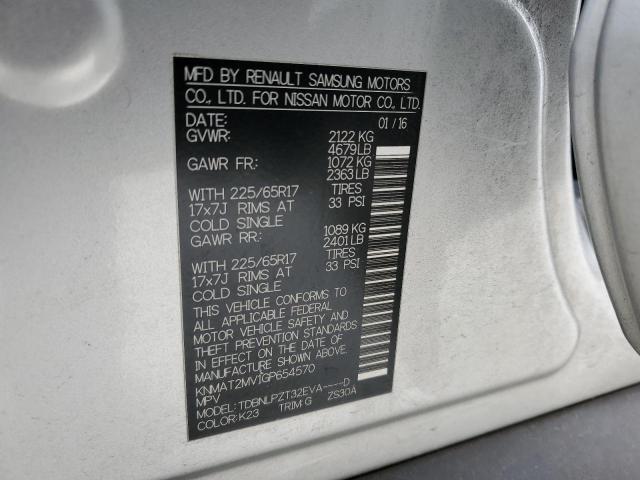 MFD BY RENAULT SAMSUNG MOTORS
CO., LTD. FOR NISSAN MOTOR CO., LTD.
DATE: 01 / 16
GVWR: 2122 KG
4679LB
GAWR FR: 1072 KG
2363 LB
WITH 225/65R17 TIRES
17x7J RIMS AT 33 PSI
COLD SINGLE
GAWR RR: 1089 KG
2401 LB
WITH 225/65R17 TIRES
17x7J RIMS AT 33 PSI
COLD SINGLE
THIS VEHICLE CONFORMS TO
ALL APPLICABLE FEDERAL
MOTOR VEHICLE SAFETY AND
THEFT PREVENTION STANDARDS
IN EFFECT ON THE DATE OF
MANUFACTURE SHOWN ABOVE.
KNMAT2MV1GP654570
MPV
MODEL: TDBNLPZT32EVA----D
COLOR: K23 TRIM: G ZS30A